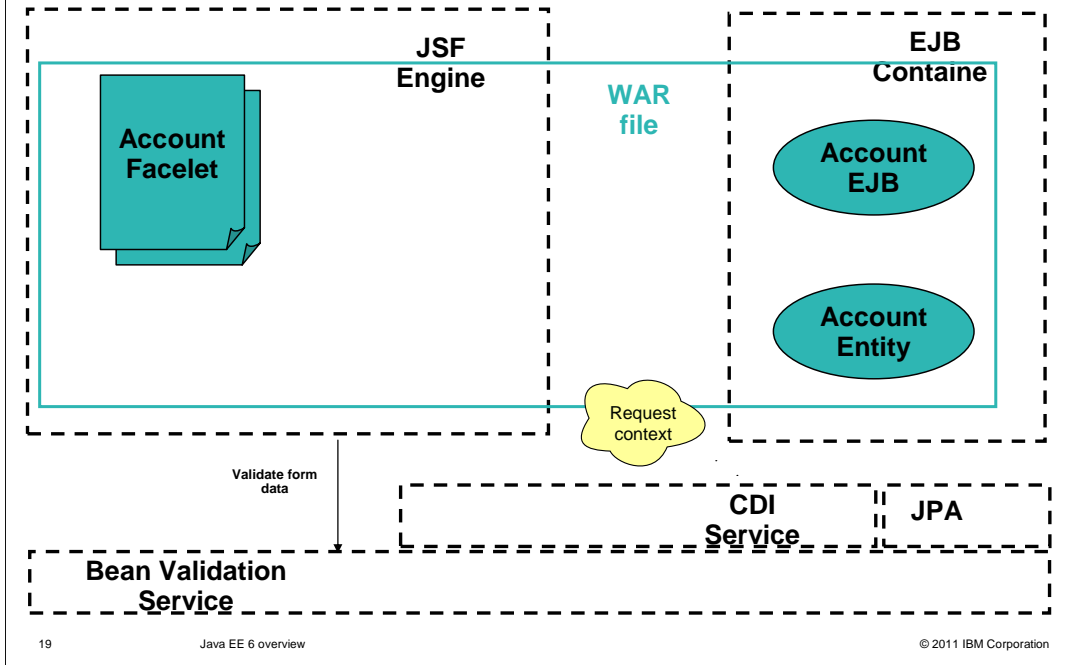 JSF
Engine
EJB
Containe
WAR
file
Account
Facelet
Account
EJB
Account
Entity
Request
context
Validate form
data
CDI
Service
JPA
Bean Validation
Service
19
Java EE 6 overview
© 2011 IBM Corporation